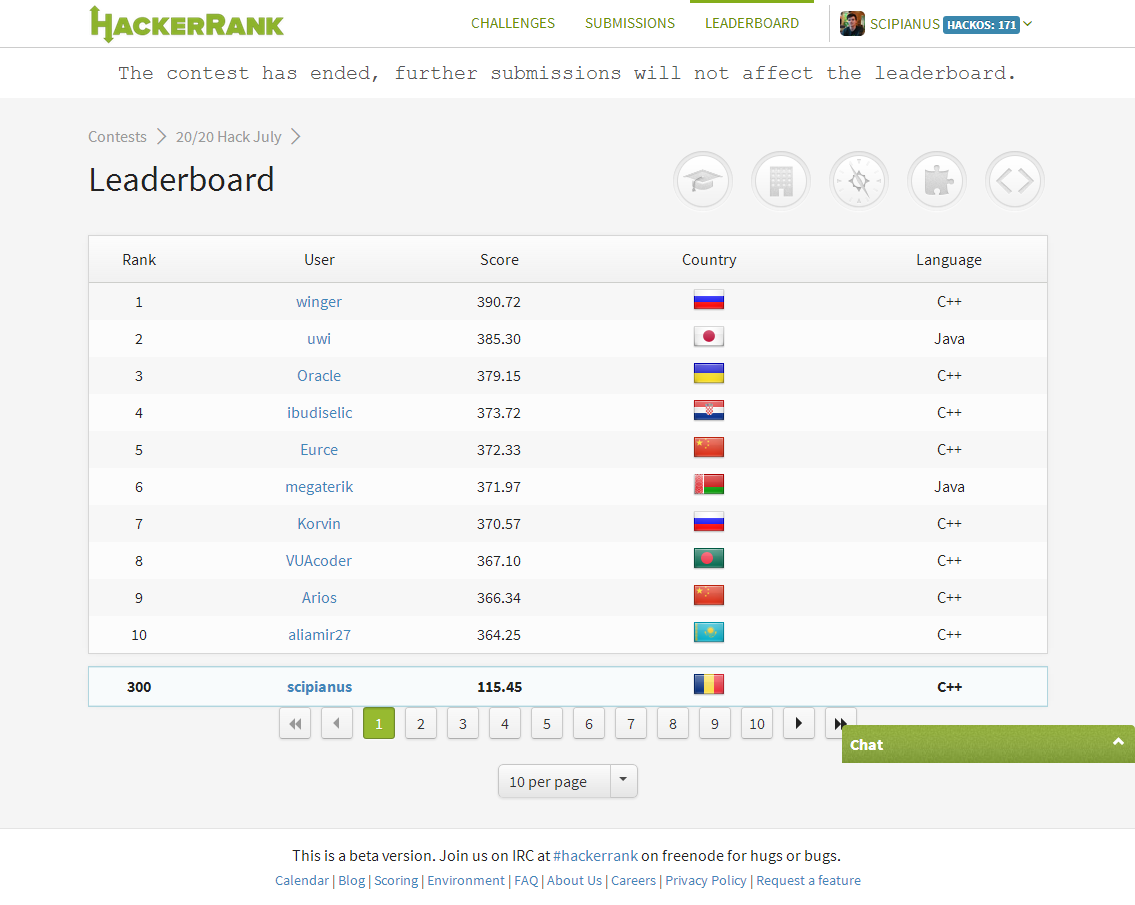 HACKERRANK CHALLENGES SUBMISSIONS LEADERBOARD SCIPIANUS HACKOS: 171
The contest has ended, further submissions will not affect the leaderboard.
Contests 20/20 Hack July
Leaderboard
Rank User Score Country Language
1 winger 390.72 C++
2 uwi 385.30 Java
3 Oracle 379.15 C++
4 ibudiselic 373.72 C++
5 Eurce 372.33 C++
6 megaterik 371.97 Java
7 Korvin 370.57 C++
8 VUAcoder 367.10 C++
9 Arios 366.34 C++
10 aliamir27 364.25 C++
300 scipianus 115.45 C++
1 2 3 4 5 6 7 8 9 10
Chat
10 per page
This is a beta version. Join us on IRC at #hackerrank on freenode for hugs or bugs.
Calendar | Blog | Scoring | Environment | FAQ | About Us | Careers | Privacy Policy | Request a feature